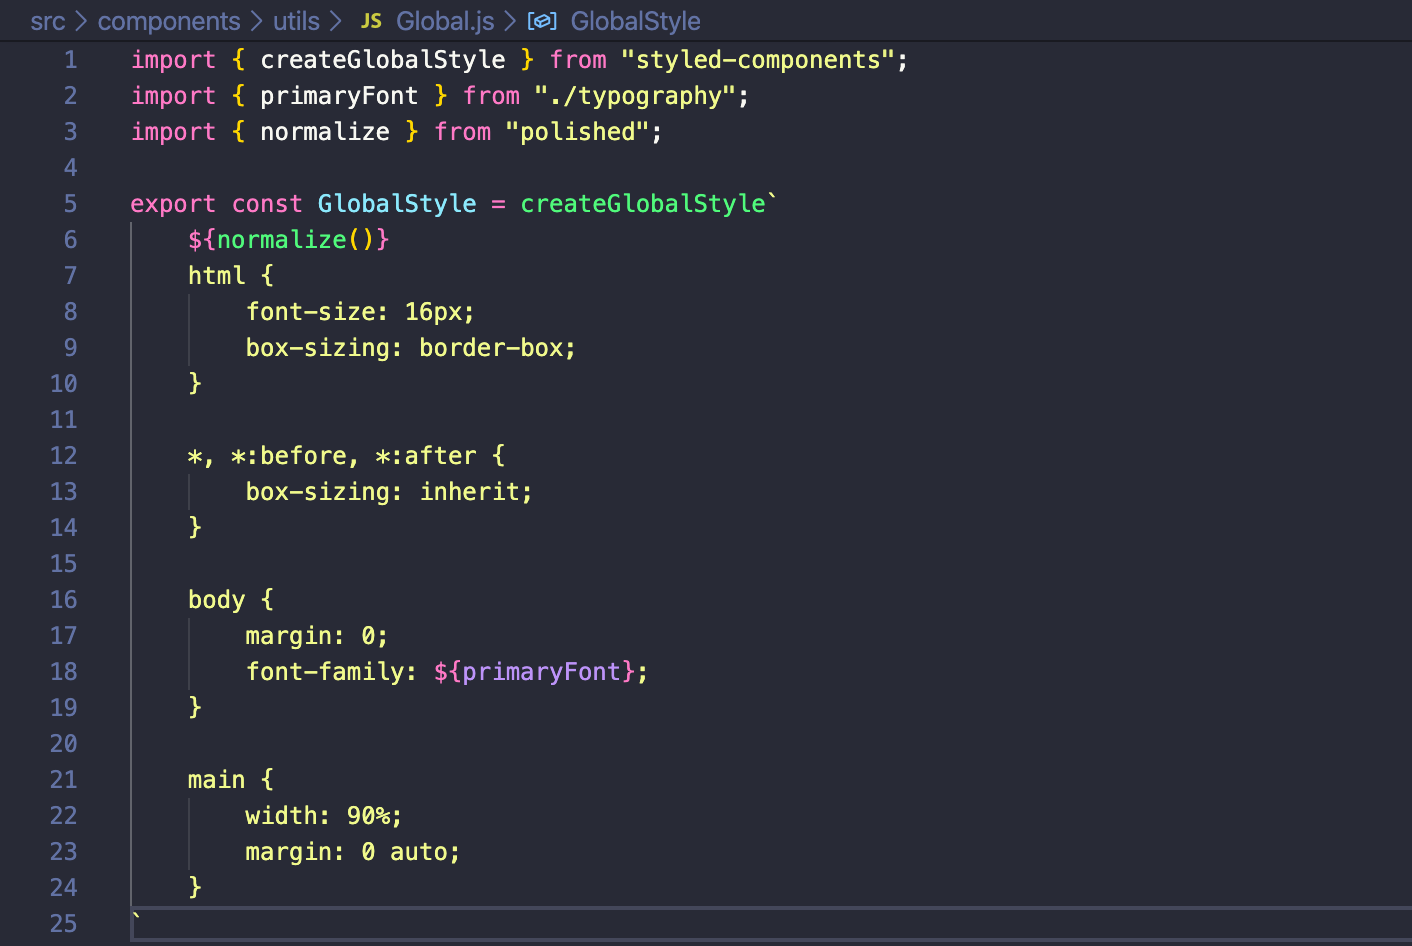 src > components > utils > JS Global.js > GlobalStyle
1 import { createGlobalStyle } from "styled-components";
2 import { primaryFont } from "./typography";
3 import { normalize } from "polished";
4
5 export const GlobalStyle = createGlobalStyle`
6     ${normalize()}
7     html {
8         font-size: 16px;
9         box-sizing: border-box;
10     }
11
12     *, *:before, *:after {
13         box-sizing: inherit;
14     }
15
16     body {
17         margin: 0;
18         font-family: ${primaryFont};
19     }
20
21     main {
22         width: 90%;
23         margin: 0 auto;
24     }
25 `